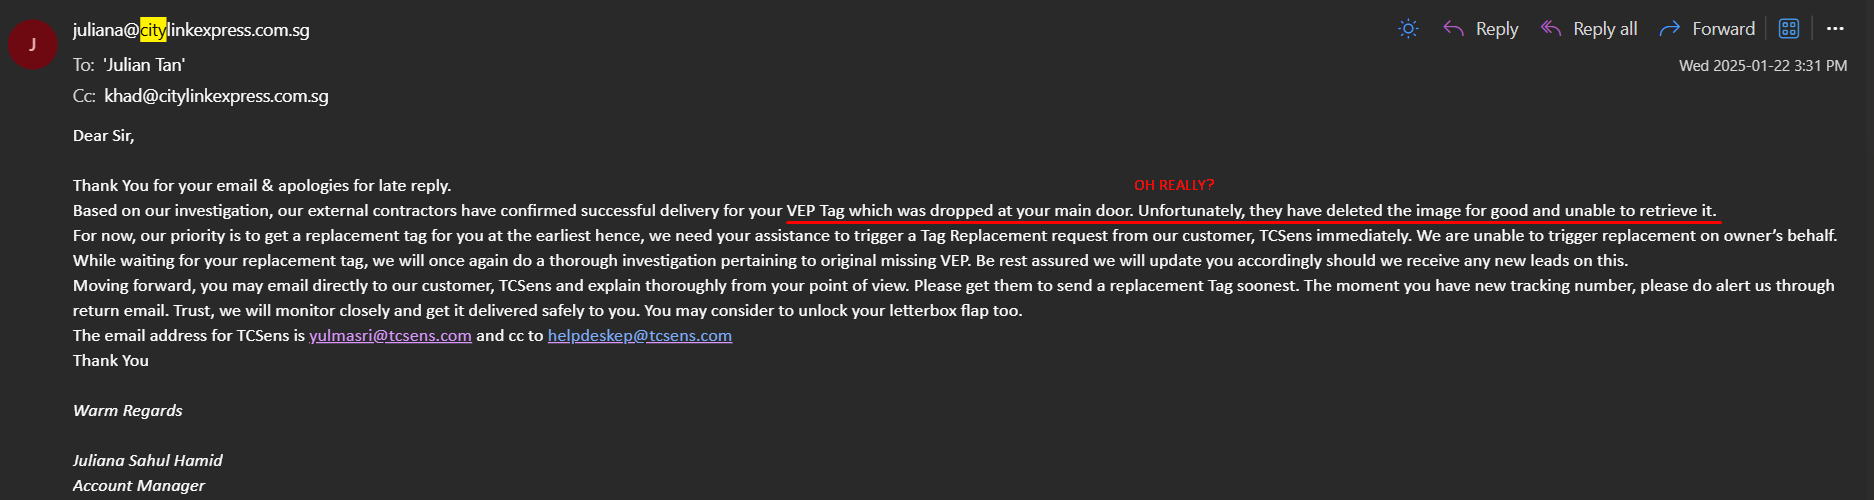 juliana@citylinkexpress.com.sg
Reply
Reply all
Forward
J
To: 'Julian Tan'
Wed 2025-01-22 3:31 PM
Cc: khad@citylinkexpress.com.sg
Dear Sir,
Thank You for your email & apologies for late reply.
OH REALLY?
Based on our investigation, our external contractors have confirmed successful delivery for your VEP Tag which was dropped at your main door. Unfortunately, they have deleted the image for good and unable to retrieve it.
For now, our priority is to get a replacement tag for you at the earliest hence, we need your assistance to trigger a Tag Replacement request from our customer, TCSens immediately. We are unable to trigger replacement on owner’s behalf.
While waiting for your replacement tag, we will once again do a thorough investigation pertaining to original missing VEP. Be rest assured we will update you accordingly should we receive any new leads on this.
Moving forward, you may email directly to our customer, TCSens and explain thoroughly from your point of view. Please get them to send a replacement Tag soonest. The moment you have new tracking number, please do alert us through
return email. Trust, we will monitor closely and get it delivered safely to you. You may consider to unlock your letterbox flap too.
The email address for TCSens is yulmasri@tcsens.com and cc to helpdeskep@tcsens.com
Thank You
Warm Regards
Juliana Sahul Hamid
Account Manager